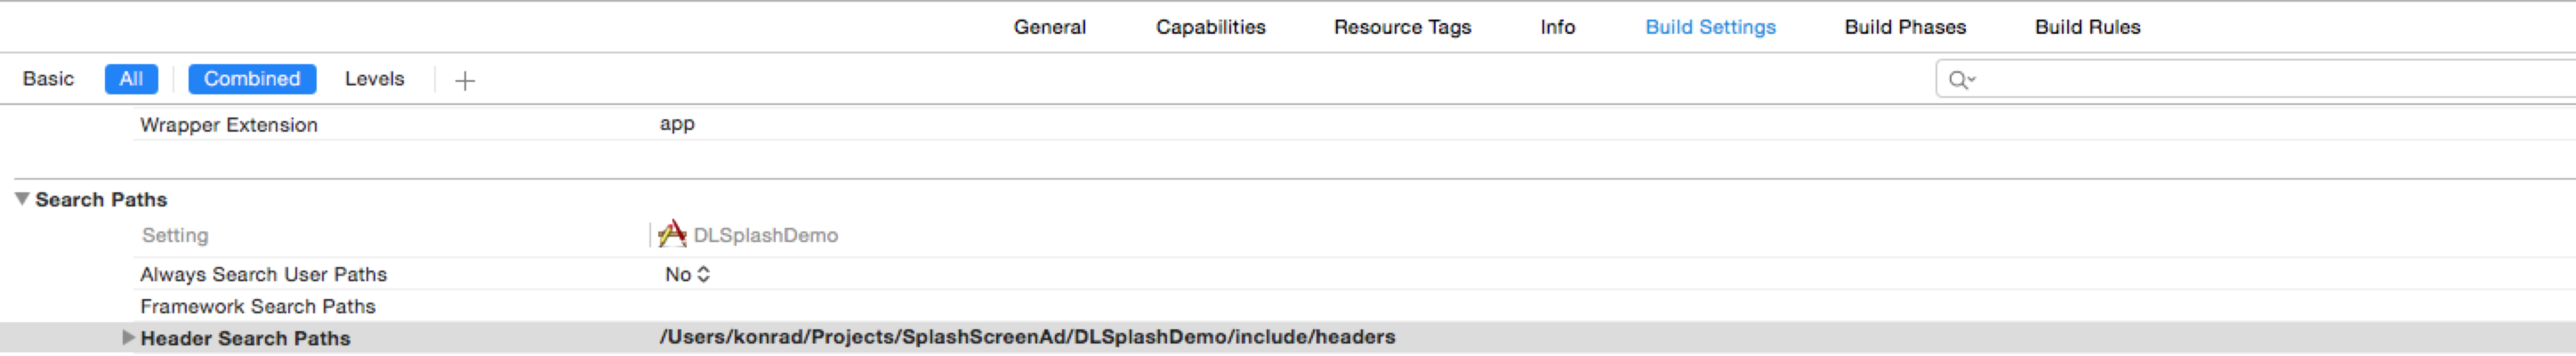 General Capabilities Resource Tags Info Build Settings Build Phases Build Rules
Basic All Combined Levels +
Wrapper Extension app
Search Paths
Setting DLSplashDemo
Always Search User Paths No
Framework Search Paths
Header Search Paths /Users/konrad/Projects/SplashScreenAd/DLSplashDemo/include/headers